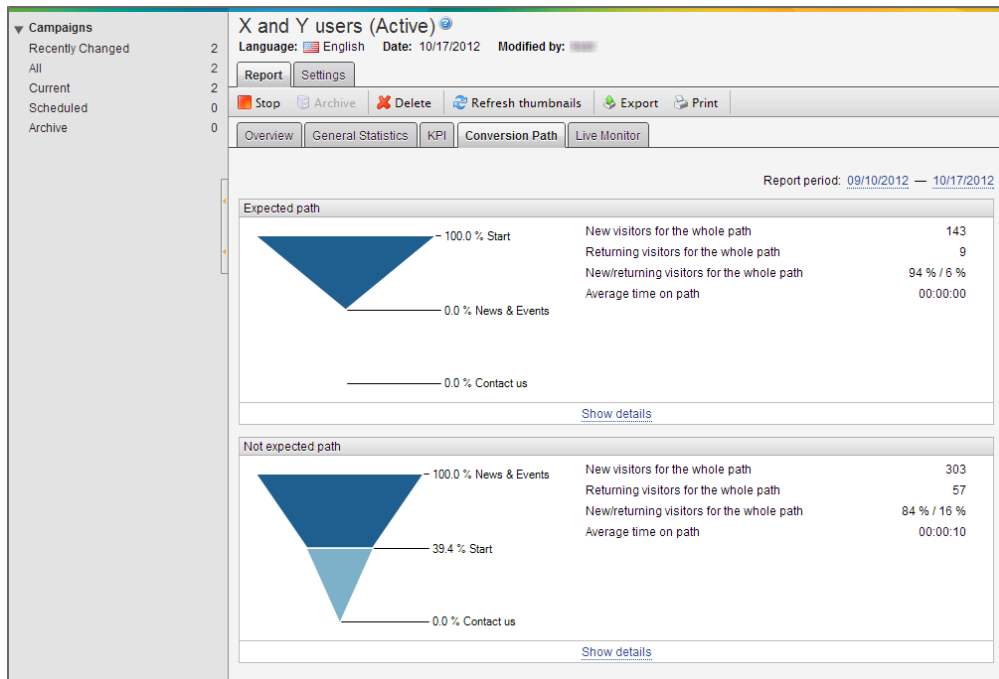 Campaigns
Recently Changed 2
All 2
Current 2
Scheduled 0
Archive 0
X and Y users (Active)
Language: English Date: 10/17/2012 Modified by:
Report Settings
Stop Archive Delete Refresh thumbnails Export Print
Overview General Statistics KPI Conversion Path Live Monitor
Report period: 09/10/2012 — 10/17/2012
Expected path
100.0 % Start
0.0 % News & Events
0.0 % Contact us
New visitors for the whole path 143
Returning visitors for the whole path 9
New/returning visitors for the whole path 94 % / 6 %
Average time on path 00:00:00
Show details
Not expected path
100.0 % News & Events
39.4 % Start
0.0 % Contact us
New visitors for the whole path 303
Returning visitors for the whole path 57
New/returning visitors for the whole path 84 % / 16 %
Average time on path 00:00:10
Show details